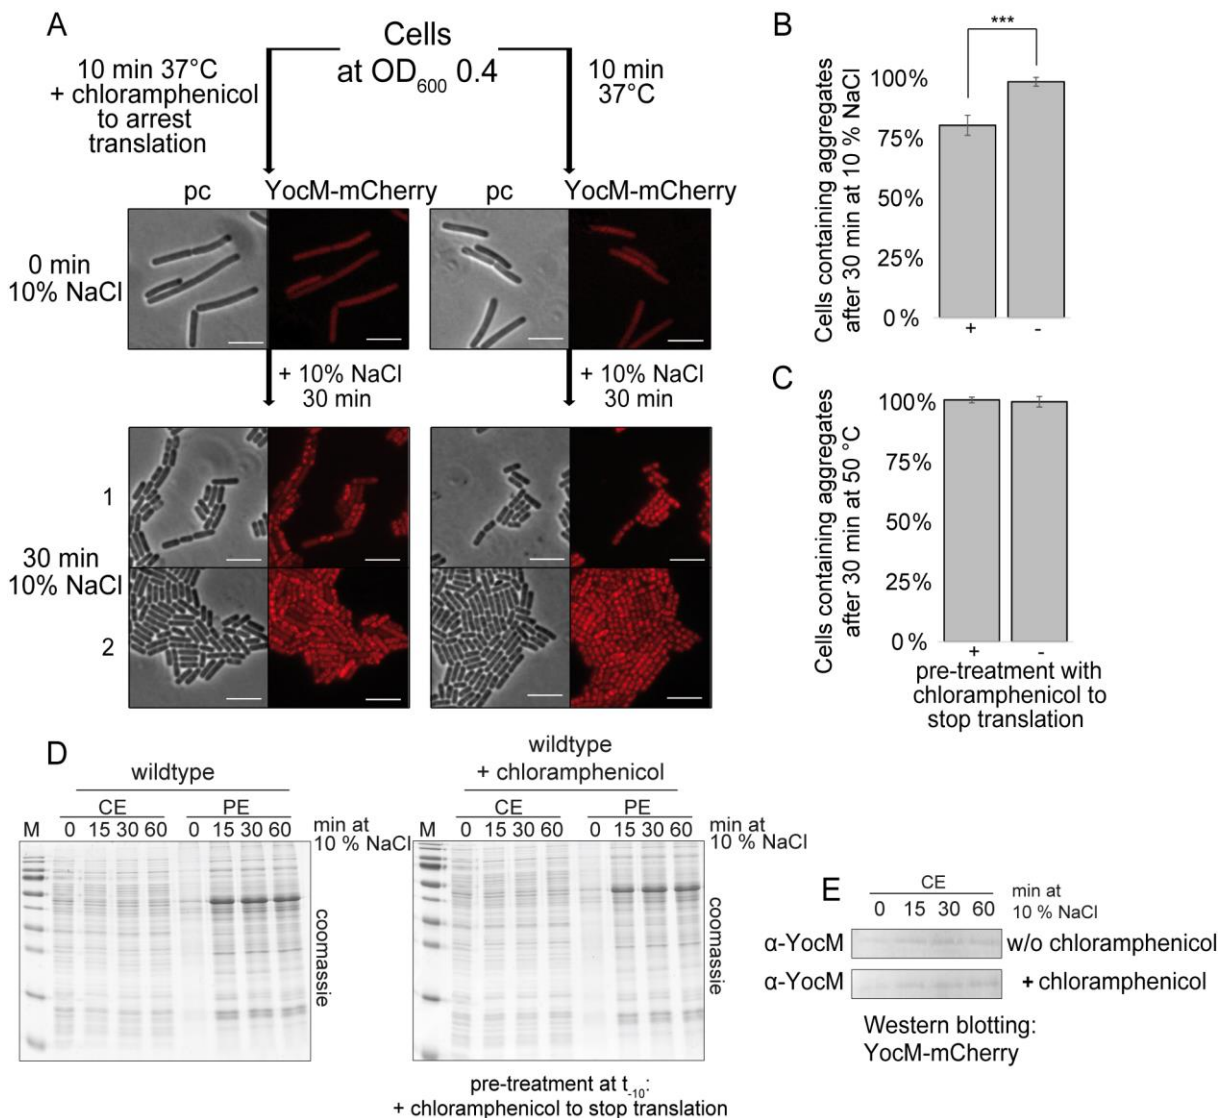 A
Cells
at OD600 0.4
10 min 37°C
+ chloramphenicol
to arrest
translation
10 min
37°C
pc
YocM-mCherry
pc
YocM-mCherry
0 min
10% NaCl
+ 10% NaCl
30 min
+ 10% NaCl
30 min
1
30 min
10% NaCl
2
B
***
Cells containing aggregates
after 30 min at 10 % NaCl
100%
75%
50%
25%
0 %
+
-
C
Cells containing aggregates
after 30 min at 50 °C
100%
75%
50%
25%
0 %
+
-
pre-treatment with
chloramphenicol to
stop translation
D
wildtype
CE
PE
M 0 15 30 60 0 15 30 60
min at
10 % NaCl
coomassie
wildtype
+ chloramphenicol
CE
PE
M 0 15 30 60 0 15 30 60
min at
10 % NaCl
coomassie
pre-treatment at t-10:
+ chloramphenicol to stop translation
E
CE
0 15 30 60
min at
10 % NaCl
α-YocM
w/o chloramphenicol
α-YocM
+ chloramphenicol
Western blotting:
YocM-mCherry